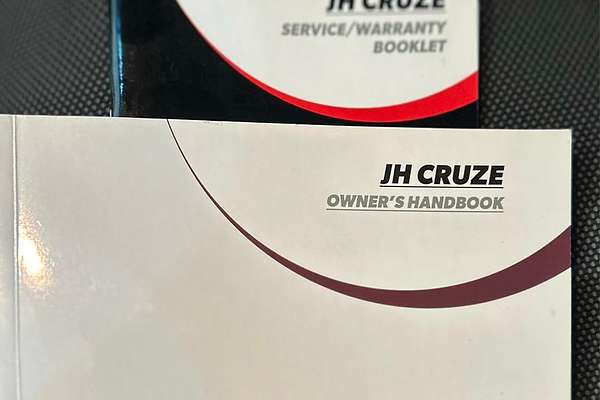 JH CRUZE
SERVICE/WARRANTY
BOOKLET
JH CRUZE
OWNER'S HANDBOOK